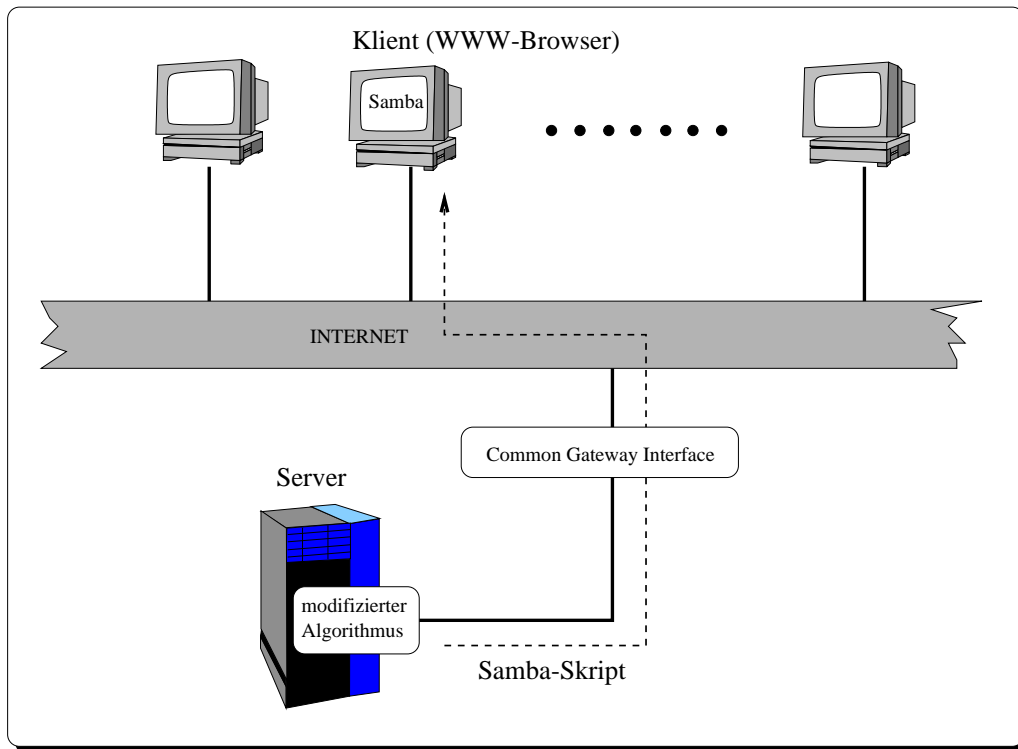 Klient (WWW-Browser)
Samba
INTERNET
Common Gateway Interface
Server
modifizierter
Algorithmus
Samba-Skript